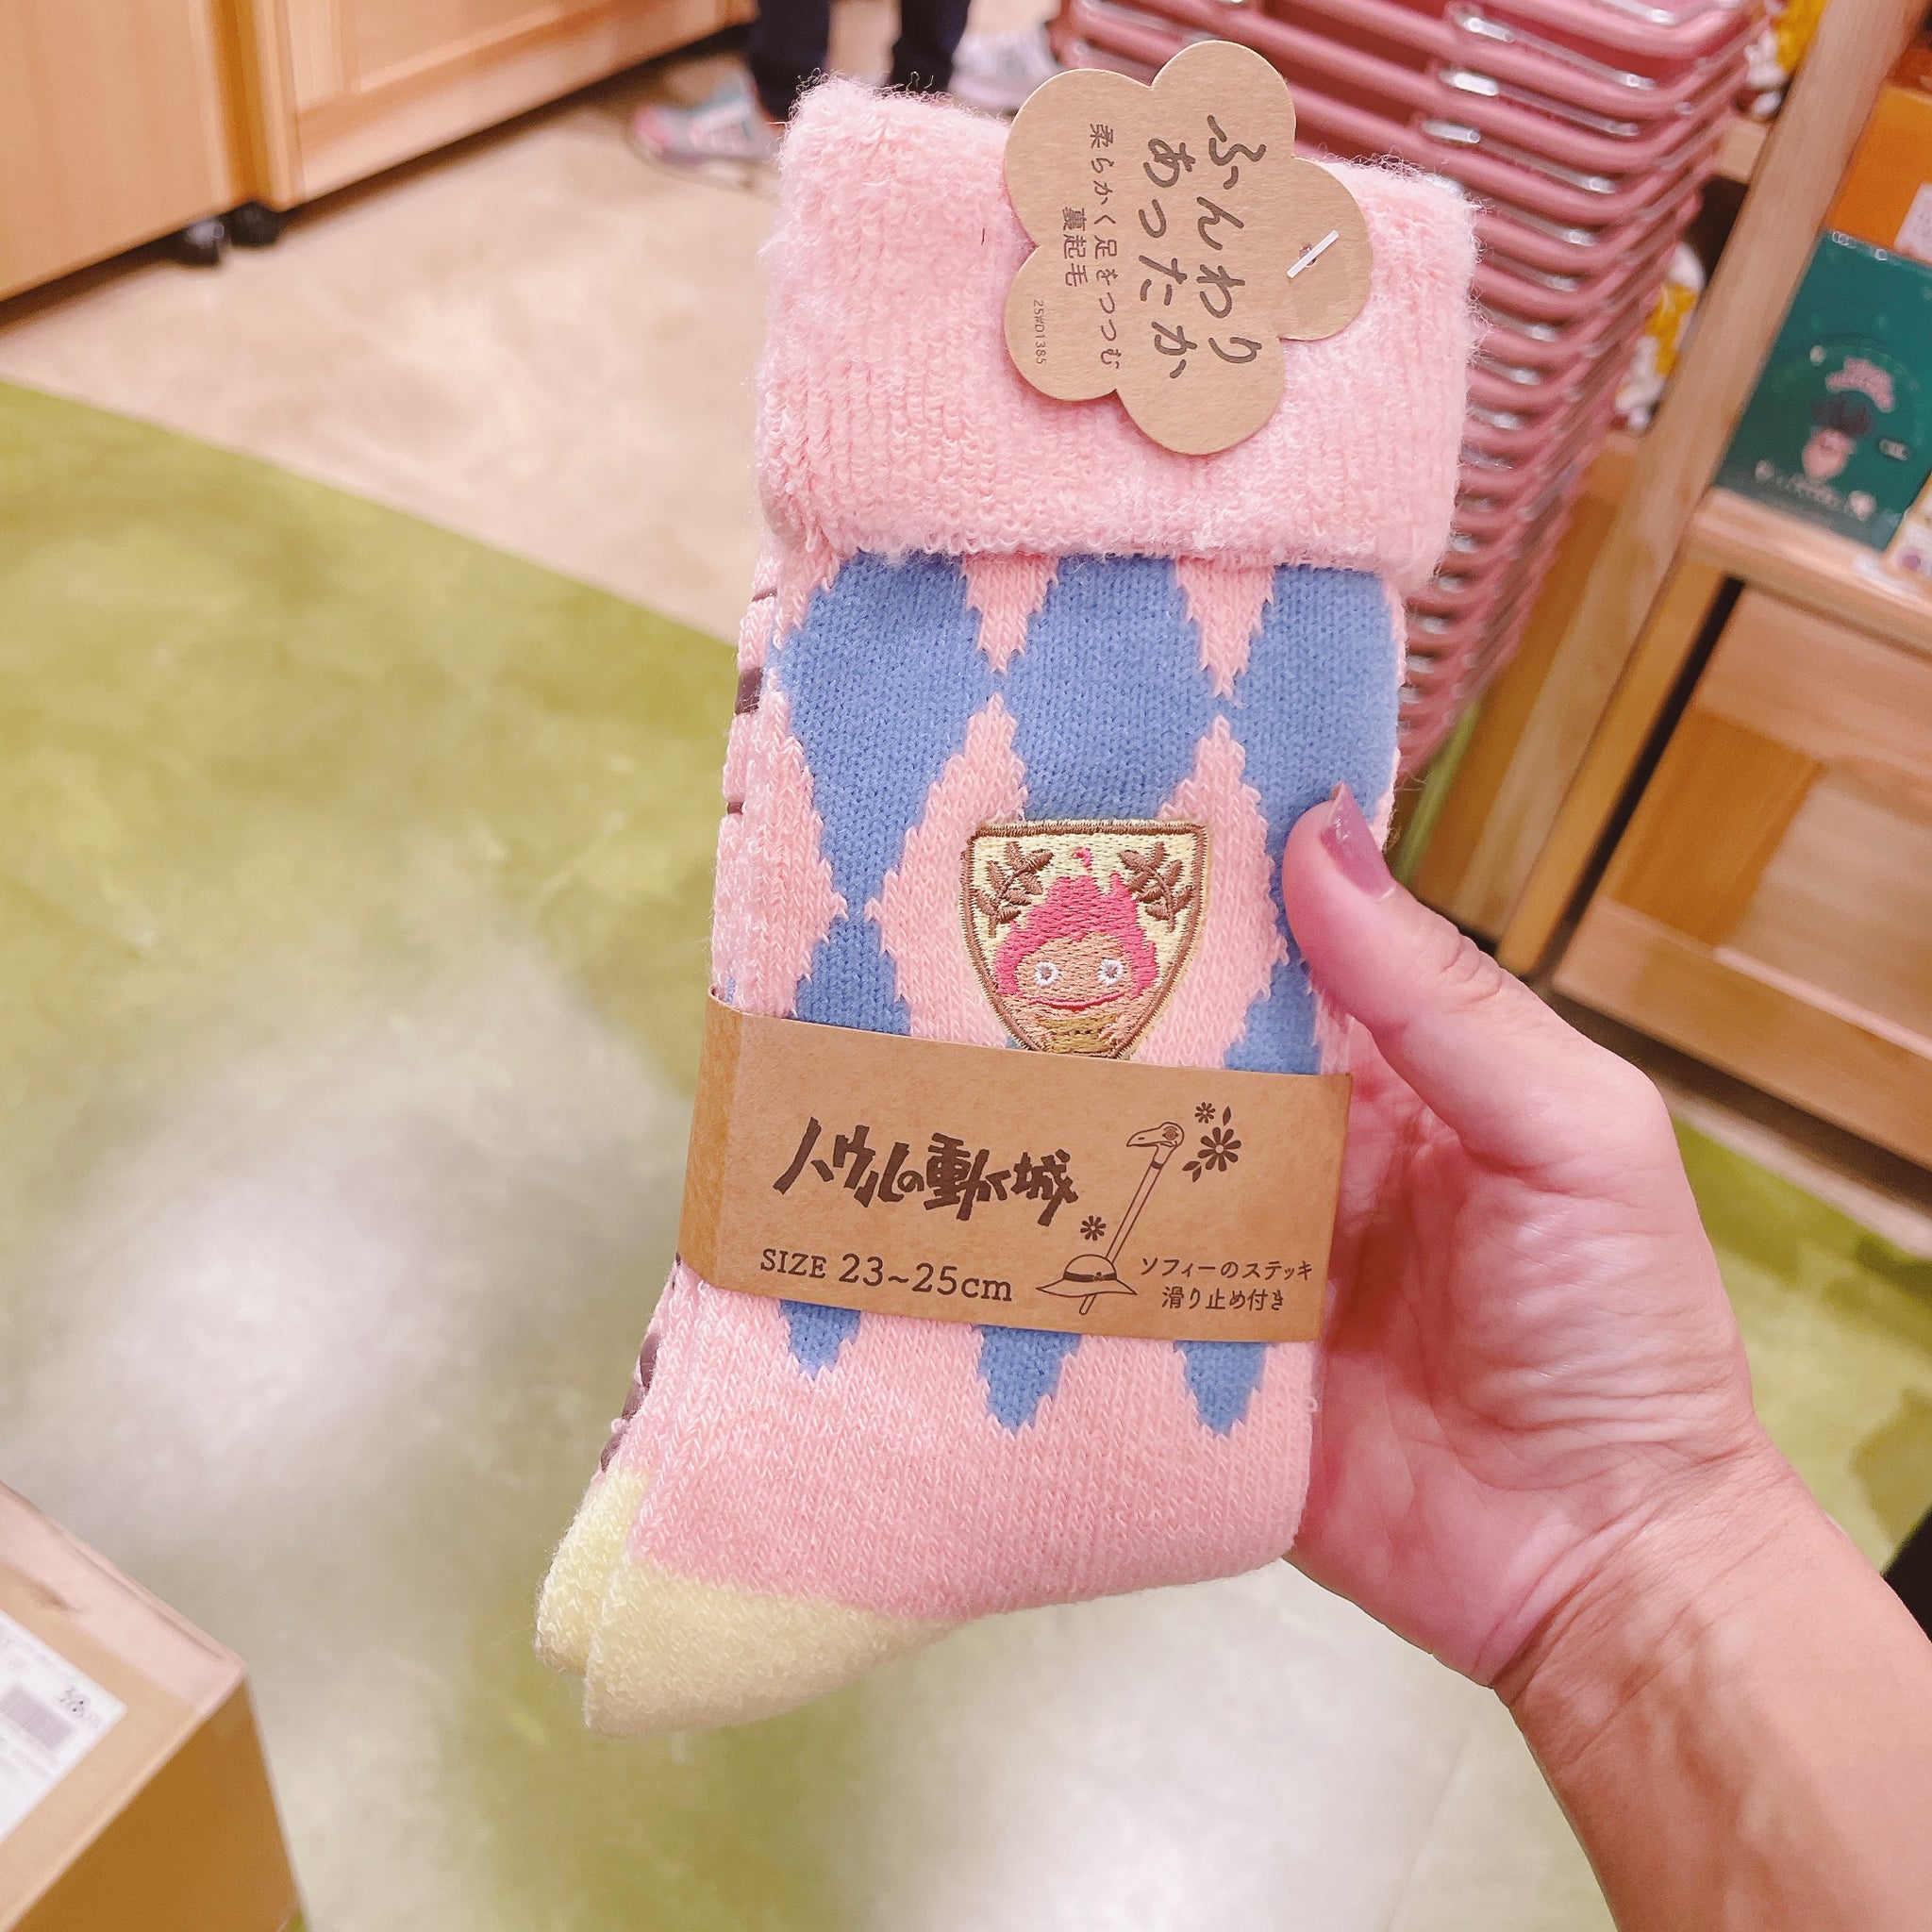 ふんわり
あったか
柔らかく足をつつむ
裏起毛
25#D1385
ハウルの動く城
SIZE 23~25cm
ソフィーのステッキ
滑り止め付き